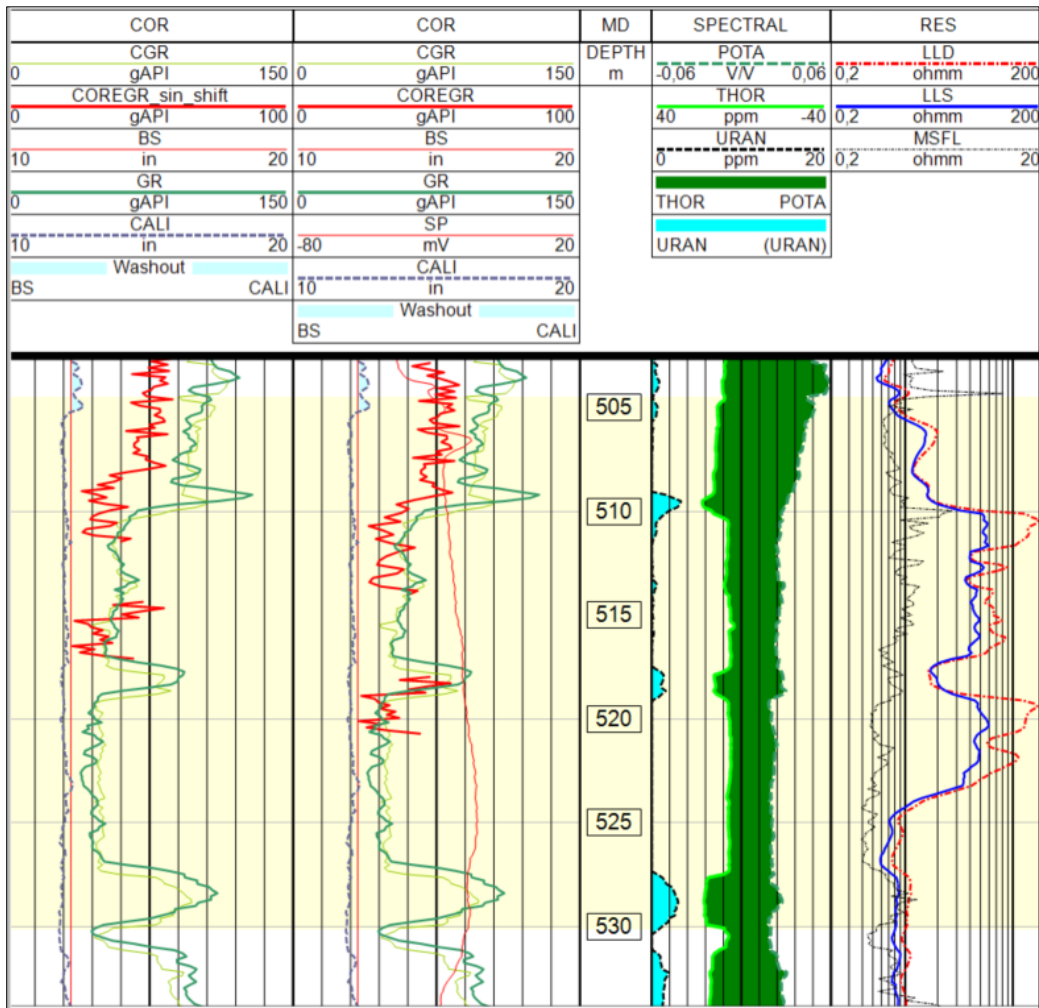 COR COR MD SPECTRAL RES
CGR CGR DEPTH POTA LLD
0 gAPI 150 0 gAPI 150 m -0,06 V/V 0,06 0,2 ohmm 200
COREGR_sin_shift COREGR THOR LLS
0 gAPI 100 0 gAPI 100 40 ppm -40 0,2 ohmm 200
BS BS URAN MSFL
10 in 20 10 in 20 0 ppm 20 0,2 ohmm 20
GR GR
0 gAPI 150 0 gAPI 150 THOR POTA
CALI SP
10 in 20 -80 mV 20 URAN (URAN)
Washout CALI
BS CALI 10 in 20
Washout
BS CALI
505
510
515
520
525
530